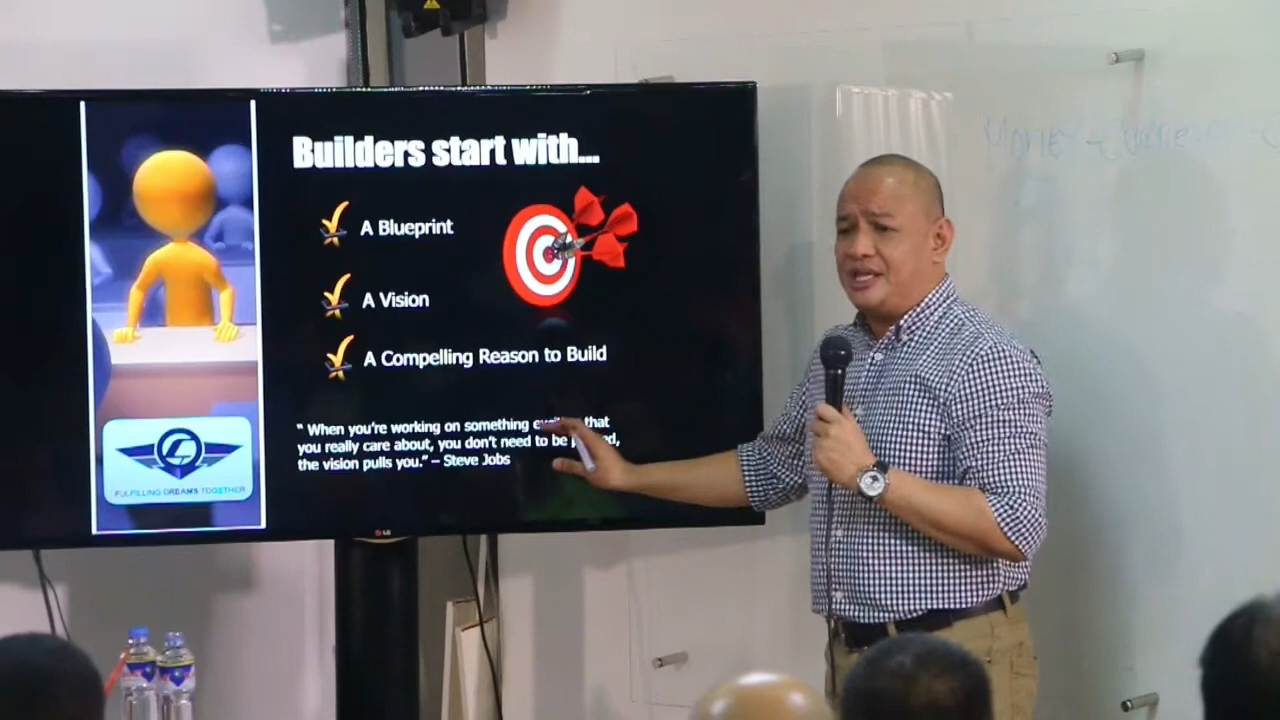 Builders start with...
A Blueprint
A Vision
A Compelling Reason to Build
“ When you’re working on something that
you really care about, you don’t need to be
the vision pulls you.” – Steve Jobs
FULFILLING DREAMS TOGETHER
LG